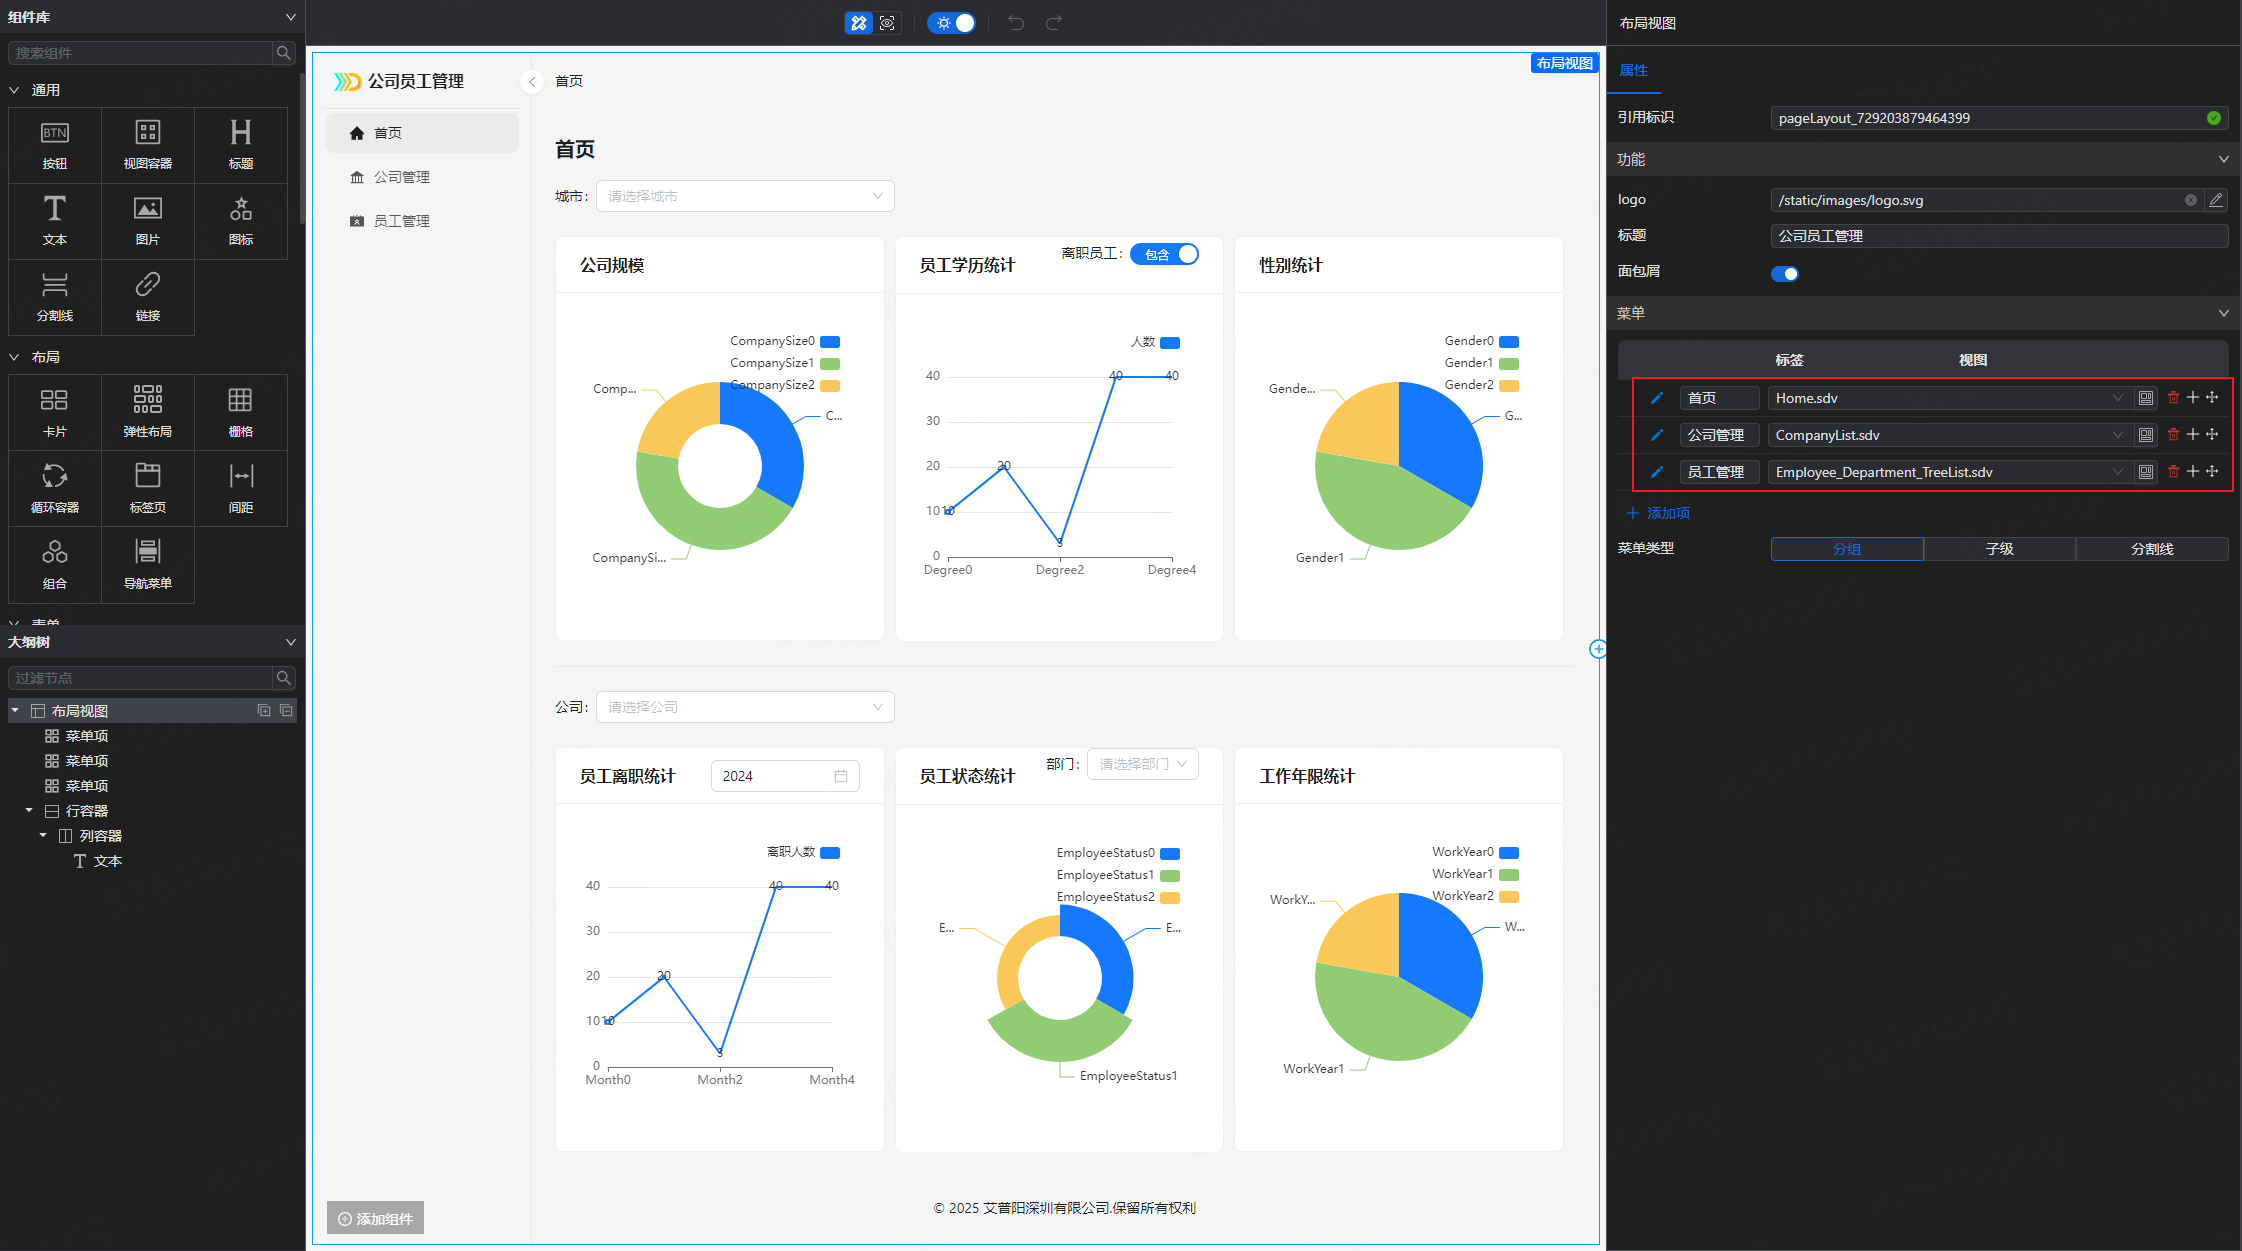 组件库
搜索组件
通用
BTN
按钮
视图容器
标题
文本
图片
图标
分割线
链接
布局
卡片
弹性布局
栅格
循环容器
标签页
间距
组合
导航菜单
表单
大纲树
过滤节点
布局视图
菜单项
菜单项
菜单项
行容器
列容器
文本
公司员工管理
首页
公司管理
员工管理
添加组件
首页
布局视图
首页
城市:
请选择城市
公司规模
CompanySize0
CompanySize1
CompanySize2
Comp...
C...
CompanySi...
员工学历统计
离职员工:
包含
人数
40
30
20
10
0
10
20
3
40
40
Degree0
Degree2
Degree4
性别统计
Gender0
Gender1
Gender2
Gende...
G...
Gender1
公司:
请选择公司
员工离职统计
2024
离职人数
40
30
20
10
0
10
20
3
40
40
Month0
Month2
Month4
员工状态统计
部门:
请选择部门
EmployeeStatus0
EmployeeStatus1
EmployeeStatus2
E...
E...
EmployeeStatus1
工作年限统计
WorkYear0
WorkYear1
WorkYear2
WorkY...
W...
WorkYear1
© 2025 艾普阳深圳有限公司.保留所有权利
布局视图
属性
引用标识
pageLayout_729203879464399
功能
logo
/static/images/logo.svg
标题
公司员工管理
面包屑
菜单
标签
视图
首页
Home.sdv
公司管理
CompanyList.sdv
员工管理
Employee_Department_TreeList.sdv
添加项
菜单类型
分组
子级
分割线
8261liqing